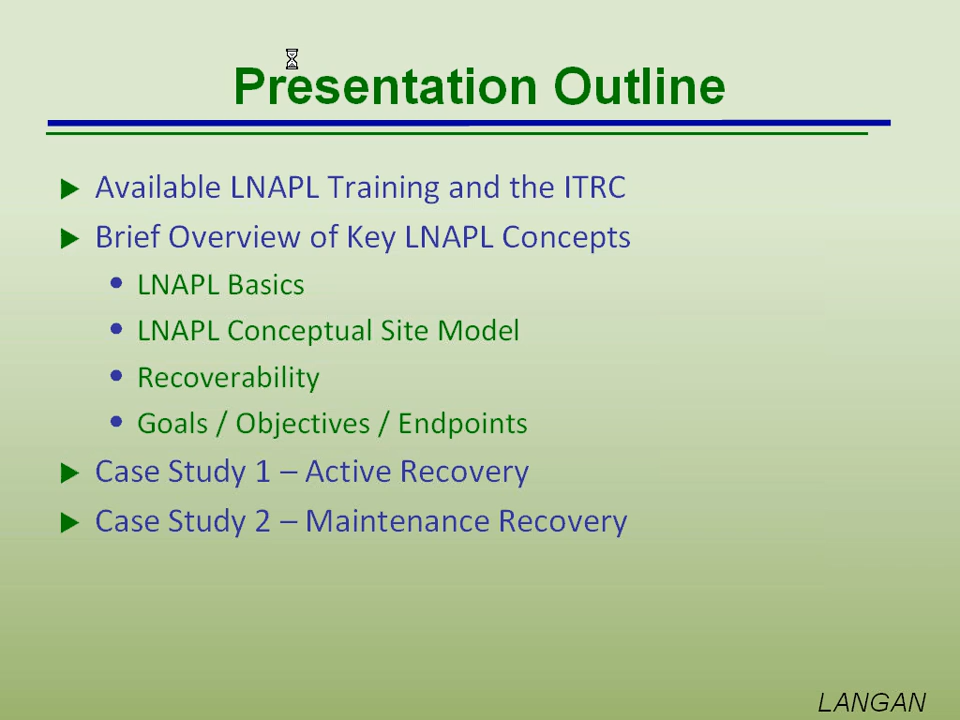 Presentation Outline
Available LNAPL Training and the ITRC
Brief Overview of Key LNAPL Concepts
LNAPL Basics
LNAPL Conceptual Site Model
Recoverability
Goals / Objectives / Endpoints
Case Study 1 – Active Recovery
Case Study 2 – Maintenance Recovery
LANGAN